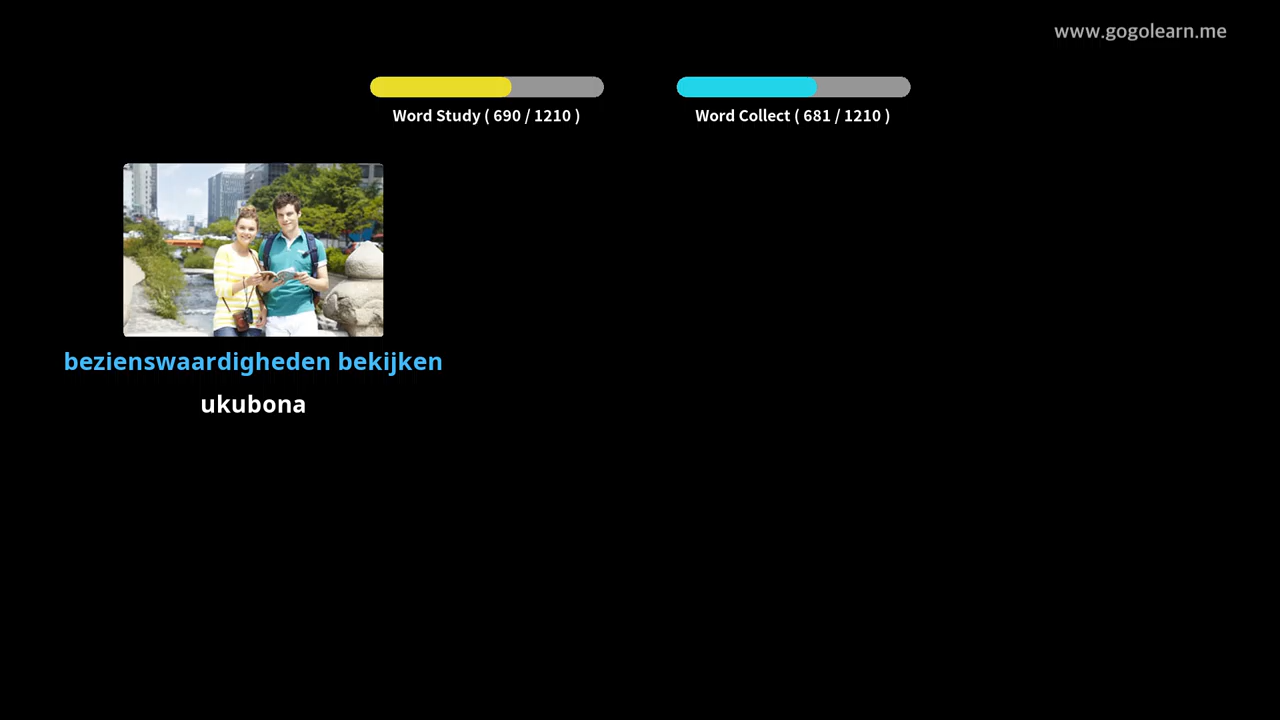 www.gogolearn.me
Word Study ( 690 / 1210 )
Word Collect ( 681 / 1210 )
bezienswaardigheden bekijken
ukubona